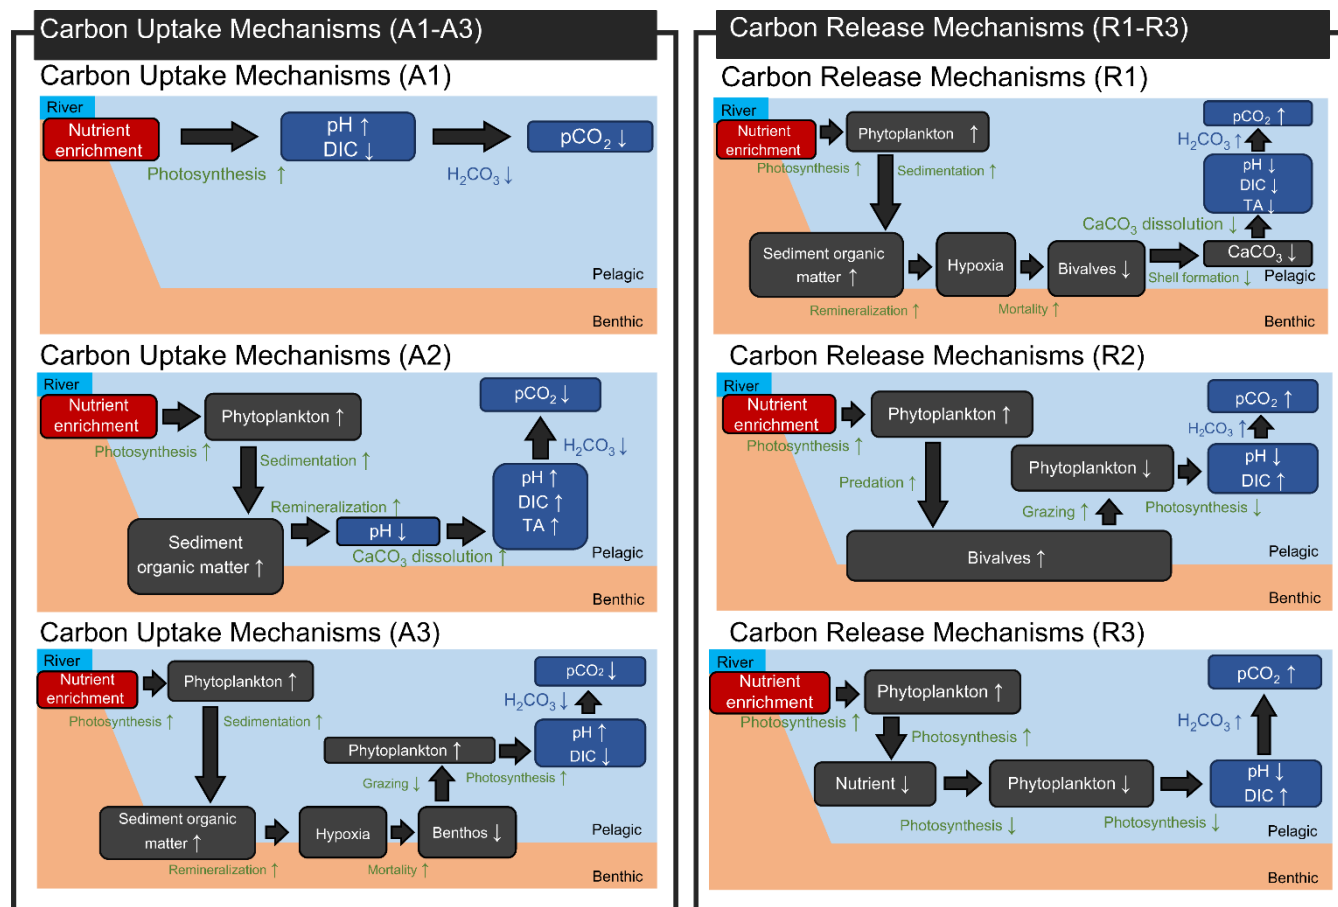 Carbon Uptake Mechanisms (A1-A3)
Carbon Uptake Mechanisms (A1)
River
Nutrient
enrichment
Photosynthesis ↑
pH ↑
DIC ↓
H₂CO₃ ↓
pCO₂ ↓
Pelagic
Benthic
Carbon Uptake Mechanisms (A2)
River
Nutrient
enrichment
Photosynthesis ↑
Phytoplankton ↑
Sedimentation ↑
Sediment
organic matter ↑
Remineralization ↑
pH ↓
CaCO₃ dissolution ↑
pH ↑
DIC ↑
TA ↑
H₂CO₃ ↓
pCO₂ ↓
Pelagic
Benthic
Carbon Uptake Mechanisms (A3)
River
Nutrient
enrichment
Photosynthesis ↑
Phytoplankton ↑
Sedimentation ↑
Sediment organic
matter ↑
Remineralization ↑
Hypoxia
Mortality ↑
Benthos ↓
Grazing ↓
Phytoplankton ↑
Photosynthesis ↑
pH ↑
DIC ↓
H₂CO₃ ↓
pCO₂ ↓
Pelagic
Benthic
Carbon Release Mechanisms (R1-R3)
Carbon Release Mechanisms (R1)
River
Nutrient
enrichment
Photosynthesis ↑
Phytoplankton ↑
Sedimentation ↑
Sediment organic
matter ↑
Remineralization ↑
Hypoxia
Mortality ↑
Bivalves ↓
Shell formation ↓
CaCO₃ ↓
CaCO₃ dissolution ↓
pH ↓
DIC ↓
TA ↓
H₂CO₃ ↑
pCO₂ ↑
Pelagic
Benthic
Carbon Release Mechanisms (R2)
River
Nutrient
enrichment
Photosynthesis ↑
Phytoplankton ↑
Predation ↑
Bivalves ↑
Grazing ↑
Phytoplankton ↓
Photosynthesis ↓
pH ↓
DIC ↑
H₂CO₃ ↑
pCO₂ ↑
Pelagic
Benthic
Carbon Release Mechanisms (R3)
River
Nutrient
enrichment
Photosynthesis ↑
Phytoplankton ↑
Photosynthesis ↑
Nutrient ↓
Photosynthesis ↓
Phytoplankton ↓
Photosynthesis ↓
pH ↓
DIC ↑
H₂CO₃ ↑
pCO₂ ↑
Pelagic
Benthic